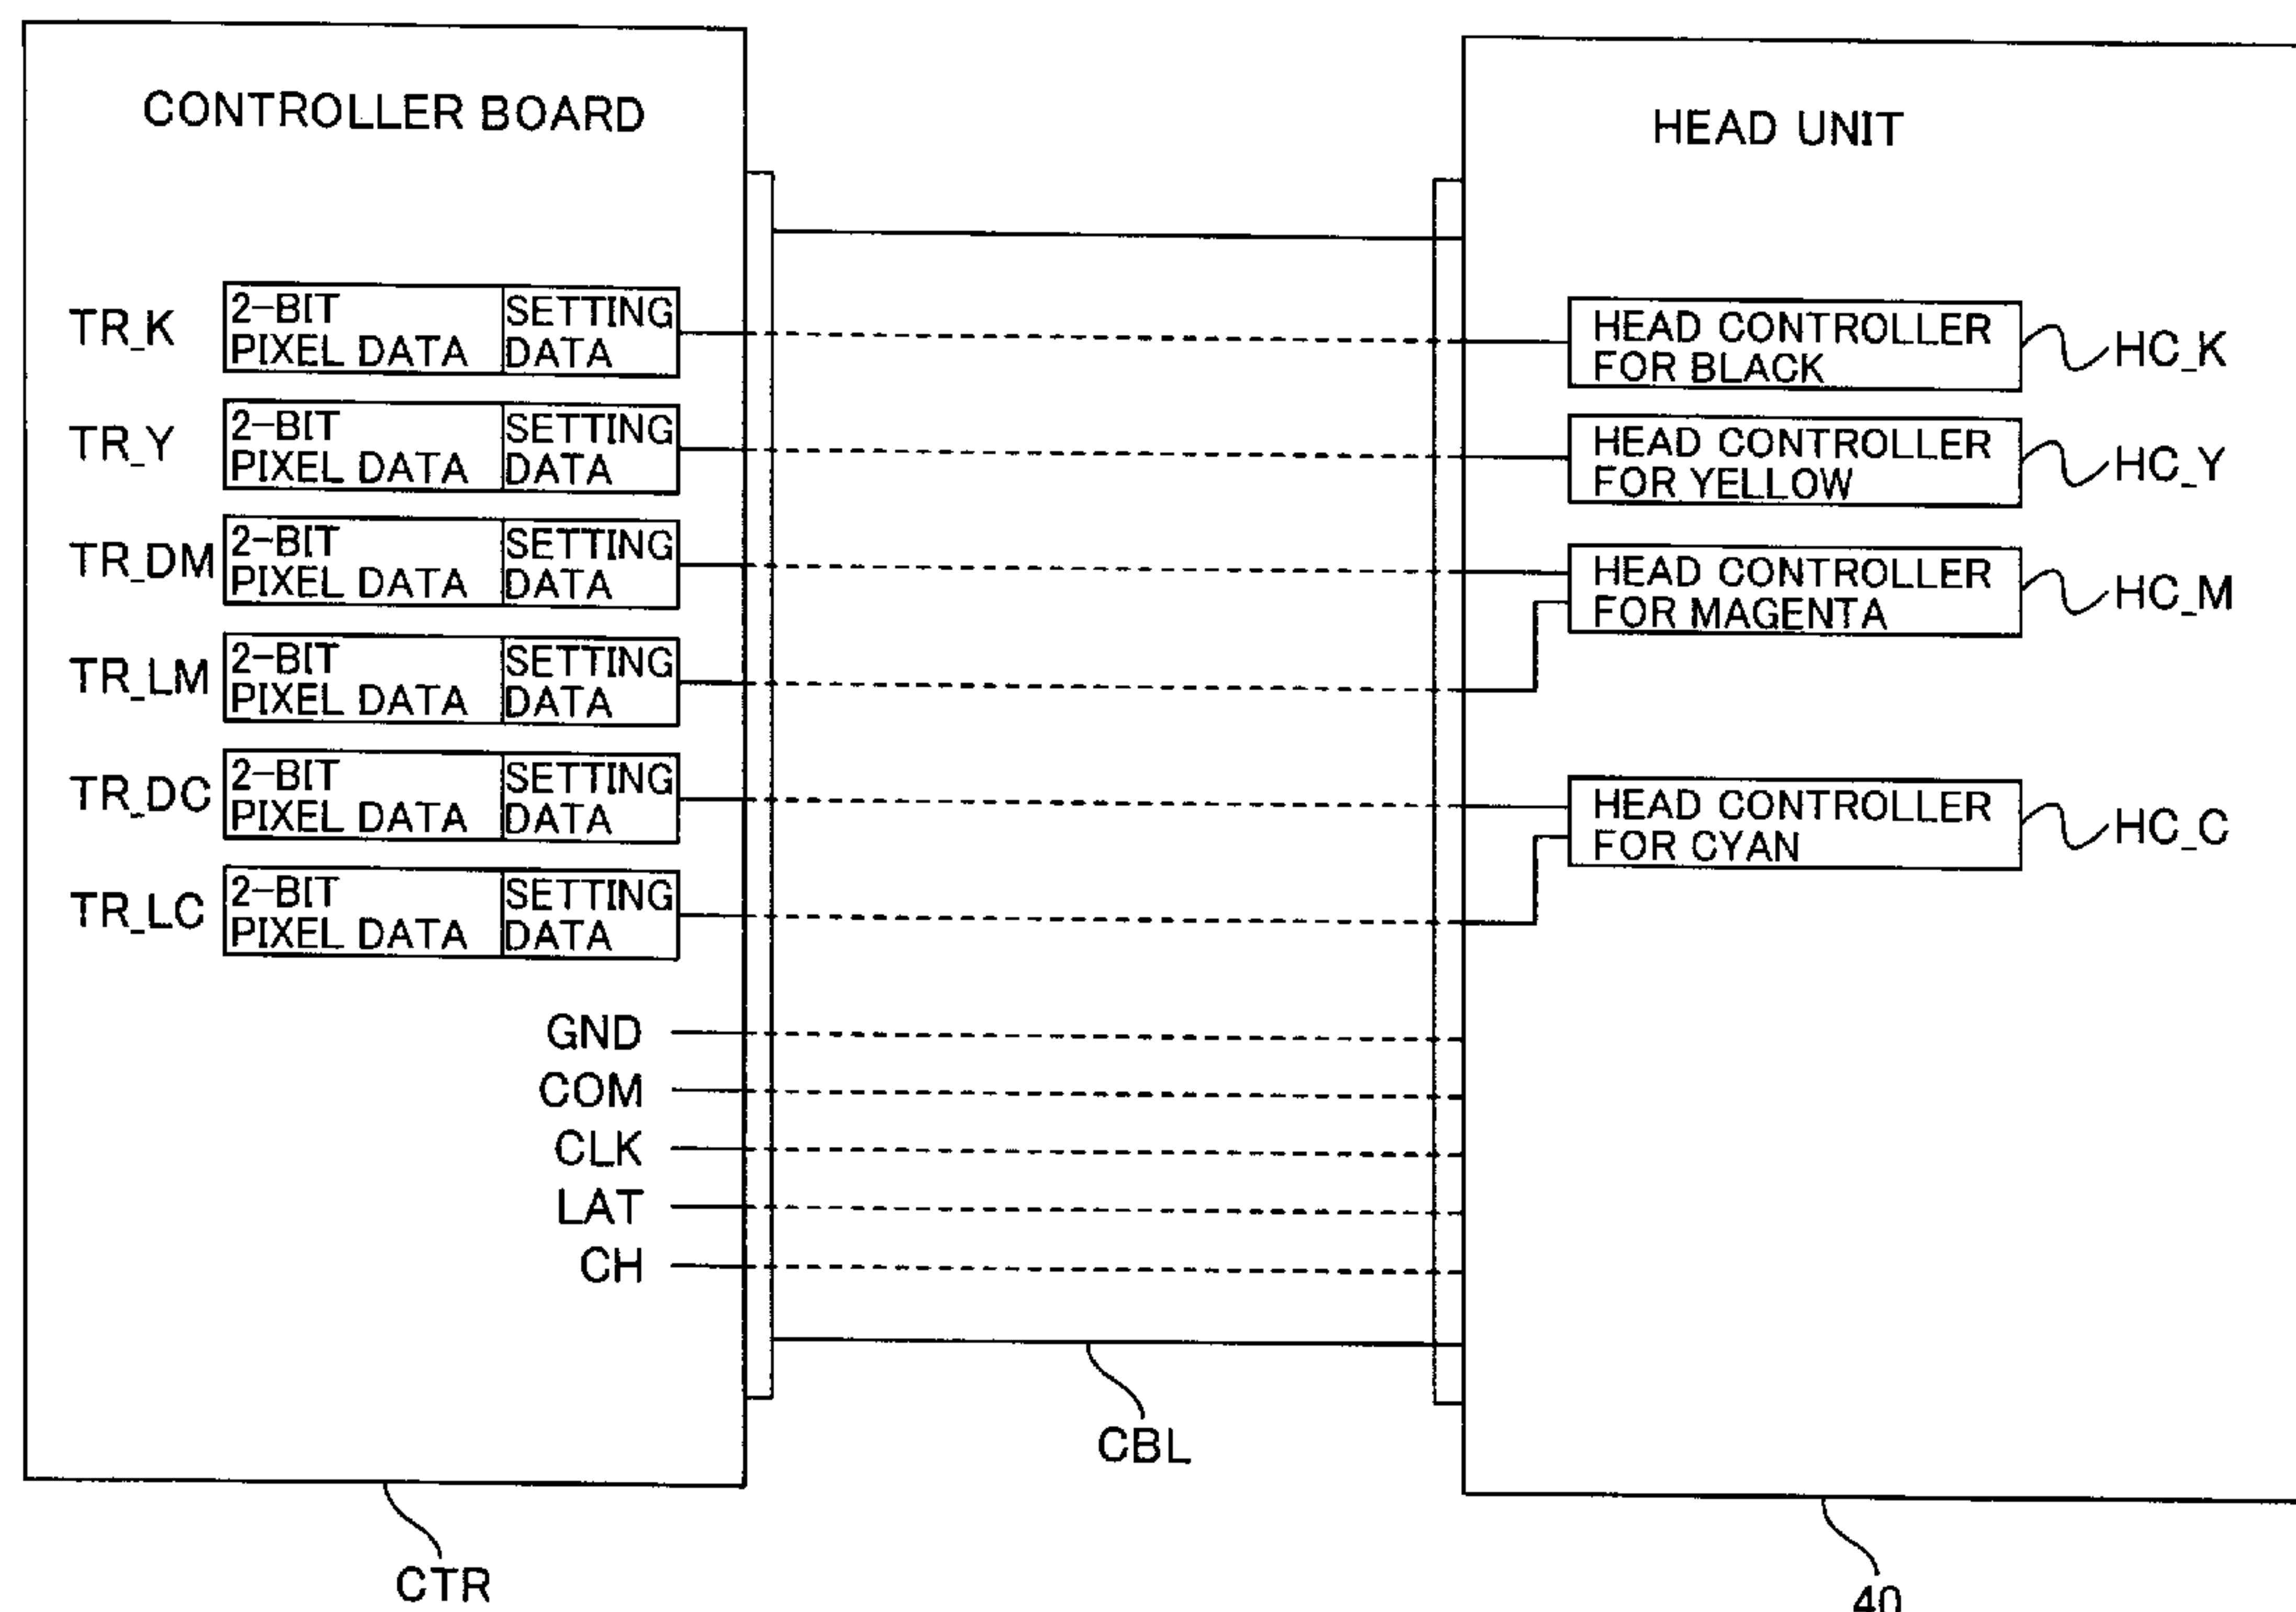 CONTROLLER BOARD
HEAD UNIT
TR_K
2-BIT
PIXEL DATA
SETTING
DATA
HEAD CONTROLLER
FOR BLACK
HC_K
TR_Y
2-BIT
PIXEL DATA
SETTING
DATA
HEAD CONTROLLER
FOR YELLOW
HC_Y
TR_DM
2-BIT
PIXEL DATA
SETTING
DATA
HEAD CONTROLLER
FOR MAGENTA
HC_M
TR_LM
2-BIT
PIXEL DATA
SETTING
DATA
TR_DC
2-BIT
PIXEL DATA
SETTING
DATA
HEAD CONTROLLER
FOR CYAN
HC_C
TR_LC
2-BIT
PIXEL DATA
SETTING
DATA
GND
COM
CLK
LAT
CH
CBL
CTR
40